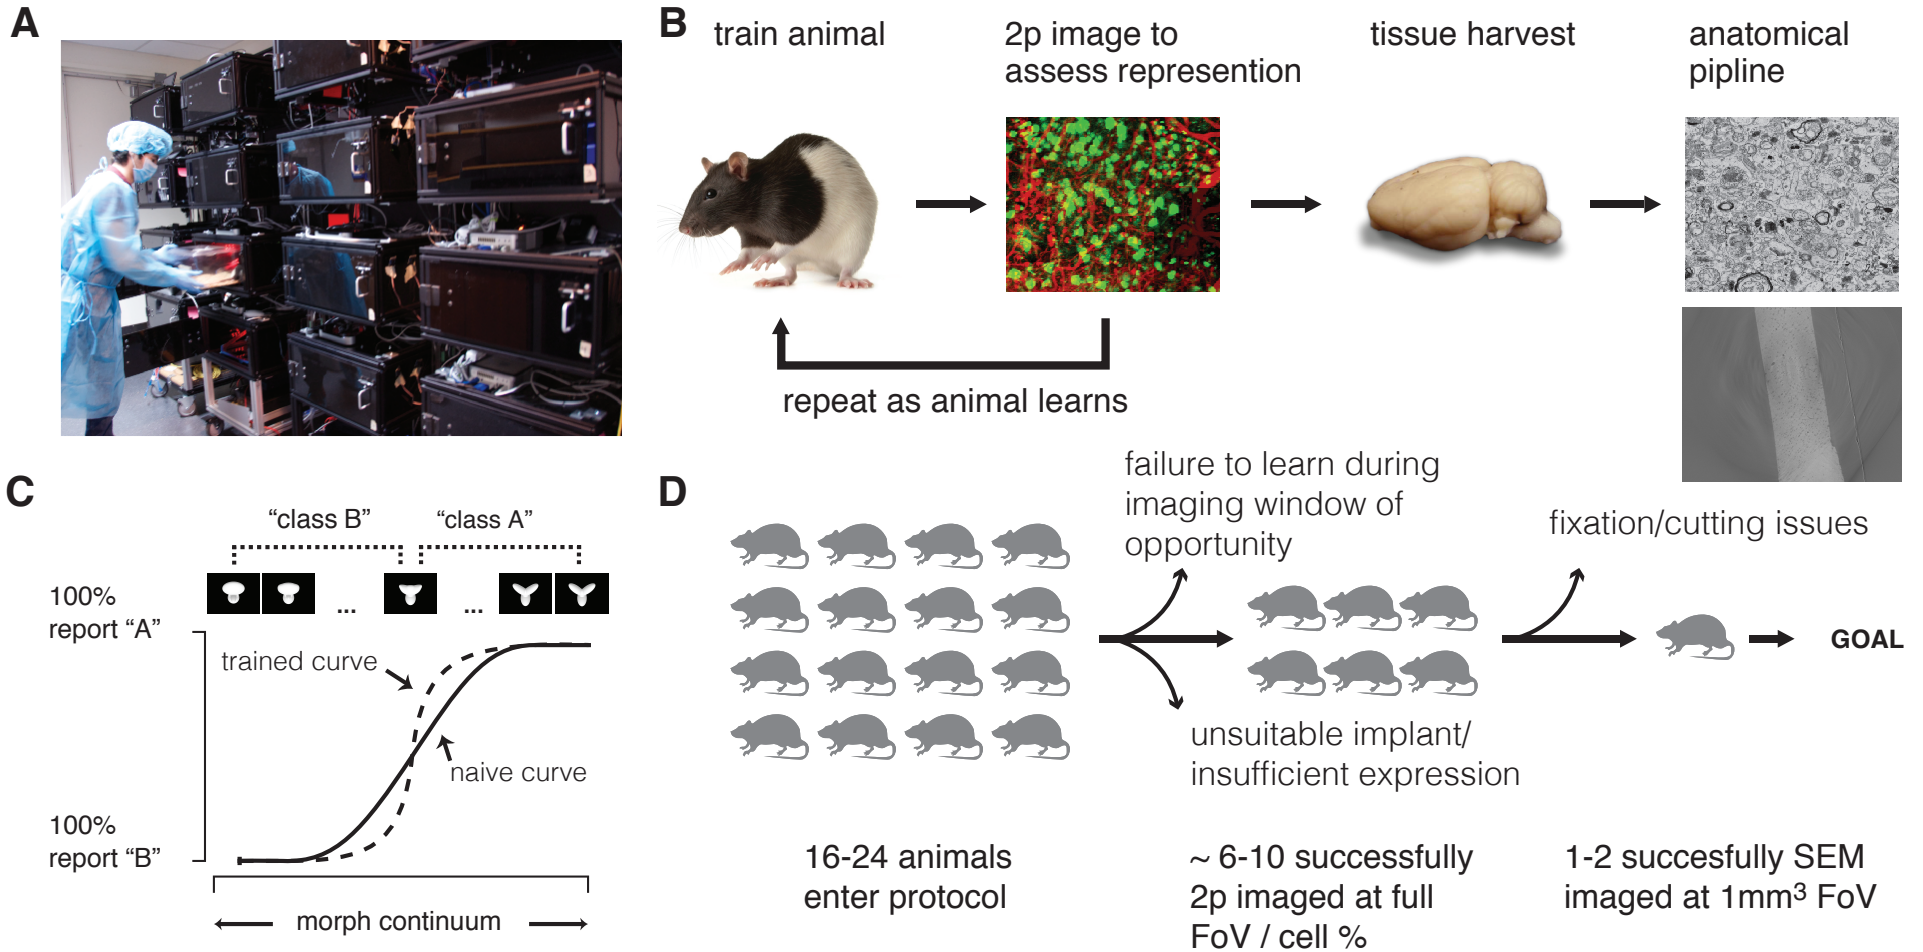 A
B
train animal
2p image to
assess represention
tissue harvest
anatomical
pipline
repeat as animal learns
C
“class B”
“class A”
...
...
100%
report “A”
trained curve
naive curve
100%
report “B”
morph continuum
D
failure to learn during
imaging window of
opportunity
fixation/cutting issues
GOAL
unsuitable implant/
insufficient expression
16-24 animals
enter protocol
~ 6-10 successfully
2p imaged at full
FoV / cell %
1-2 succesfully SEM
imaged at 1mm³ FoV